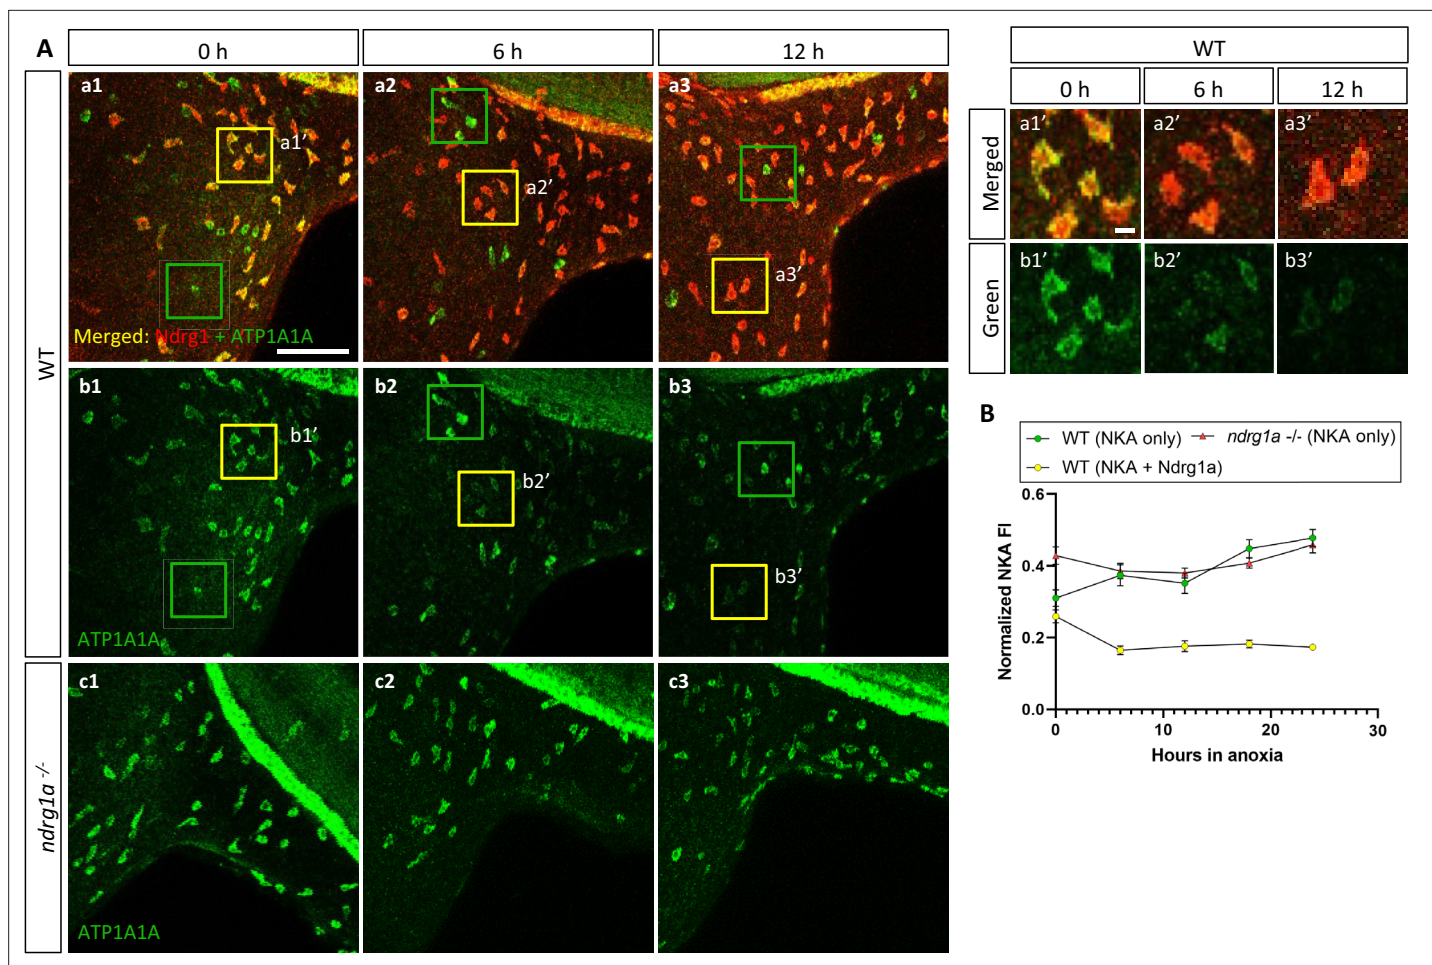 A
0 h
6 h
12 h
WT
a1
a1’
Merged: Ndrg1 + ATP1A1A
a2
a2’
a3
a3’
b1
b1’
ATP1A1A
b2
b2’
b3
b3’
ndrg1a -/-
c1
ATP1A1A
c2
c3
WT
0 h
6 h
12 h
Merged
a1’
a2’
a3’
Green
b1’
b2’
b3’
B
WT (NKA only)
ndrg1a -/- (NKA only)
WT (NKA + Ndrg1a)
Normalized NKA FI
0.6
0.4
0.2
0.0
0
10
20
30
Hours in anoxia